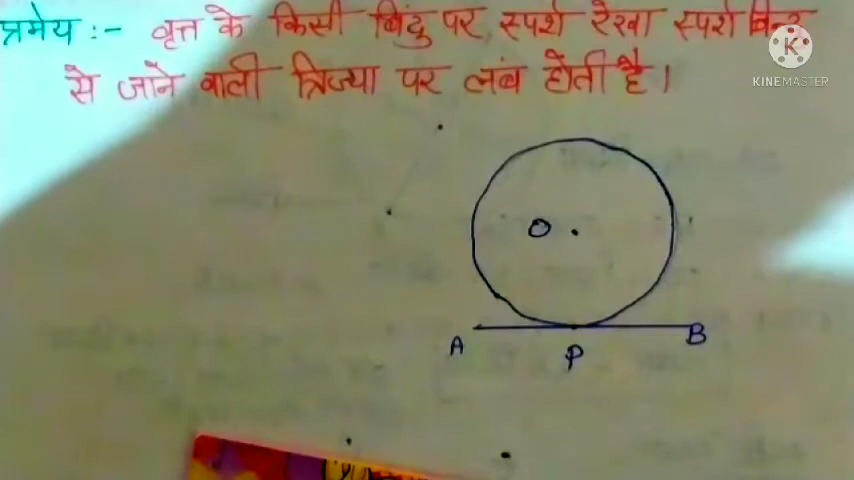 प्रमेय :- वृत्त के किसी बिंदु पर स्पर्श रेखा स्पर्श बिन्दु
से जाने वाली त्रिज्या पर लंब होती है।
K
KINEMASTER
O
A
P
B